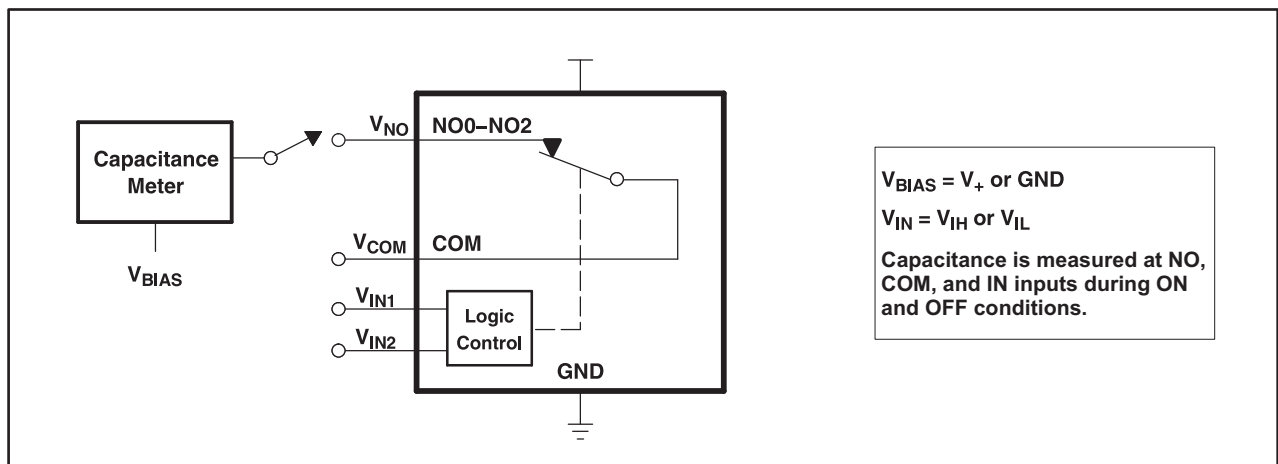 Capacitance
Meter
V_BIAS
V_NO NO0–NO2
V_COM COM
V_IN1
V_IN2
Logic
Control
GND
V_BIAS = V_+ or GND
V_IN = V_IH or V_IL
Capacitance is measured at NO,
COM, and IN inputs during ON
and OFF conditions.